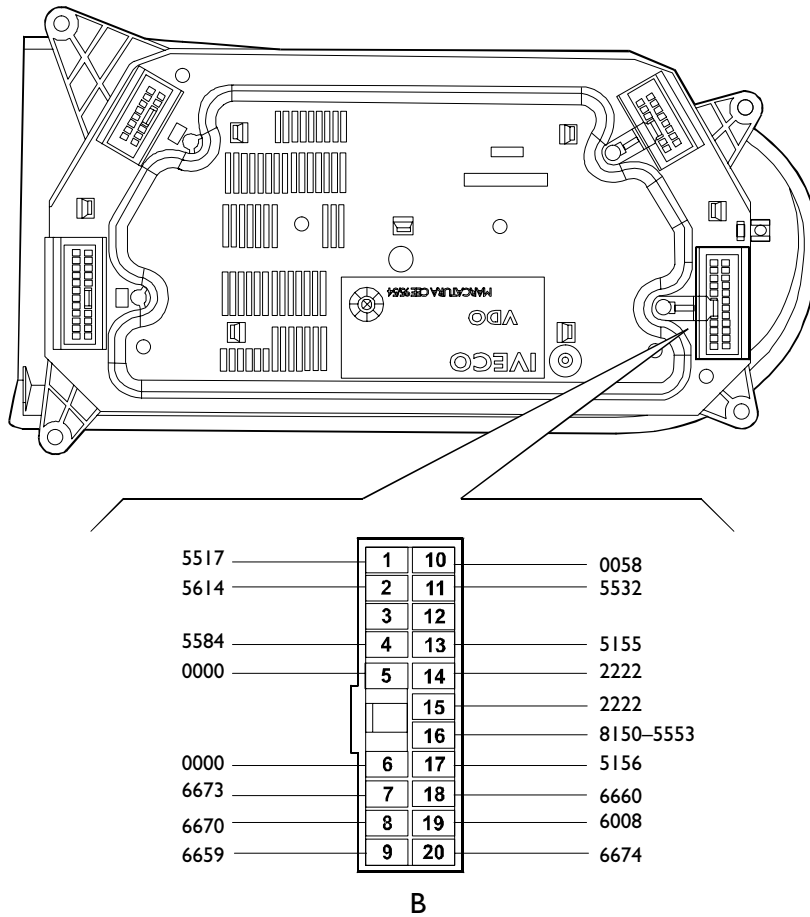 MARCATURA CEE 9554
VDO
IVECO
5517 1 10 0058
5614 2 11 5532
3 12
5584 4 13 5155
0000 5 14 2222
15 2222
16 8150–5553
0000 6 17 5156
6673 7 18 6660
6670 8 19 6008
6659 9 20 6674
B